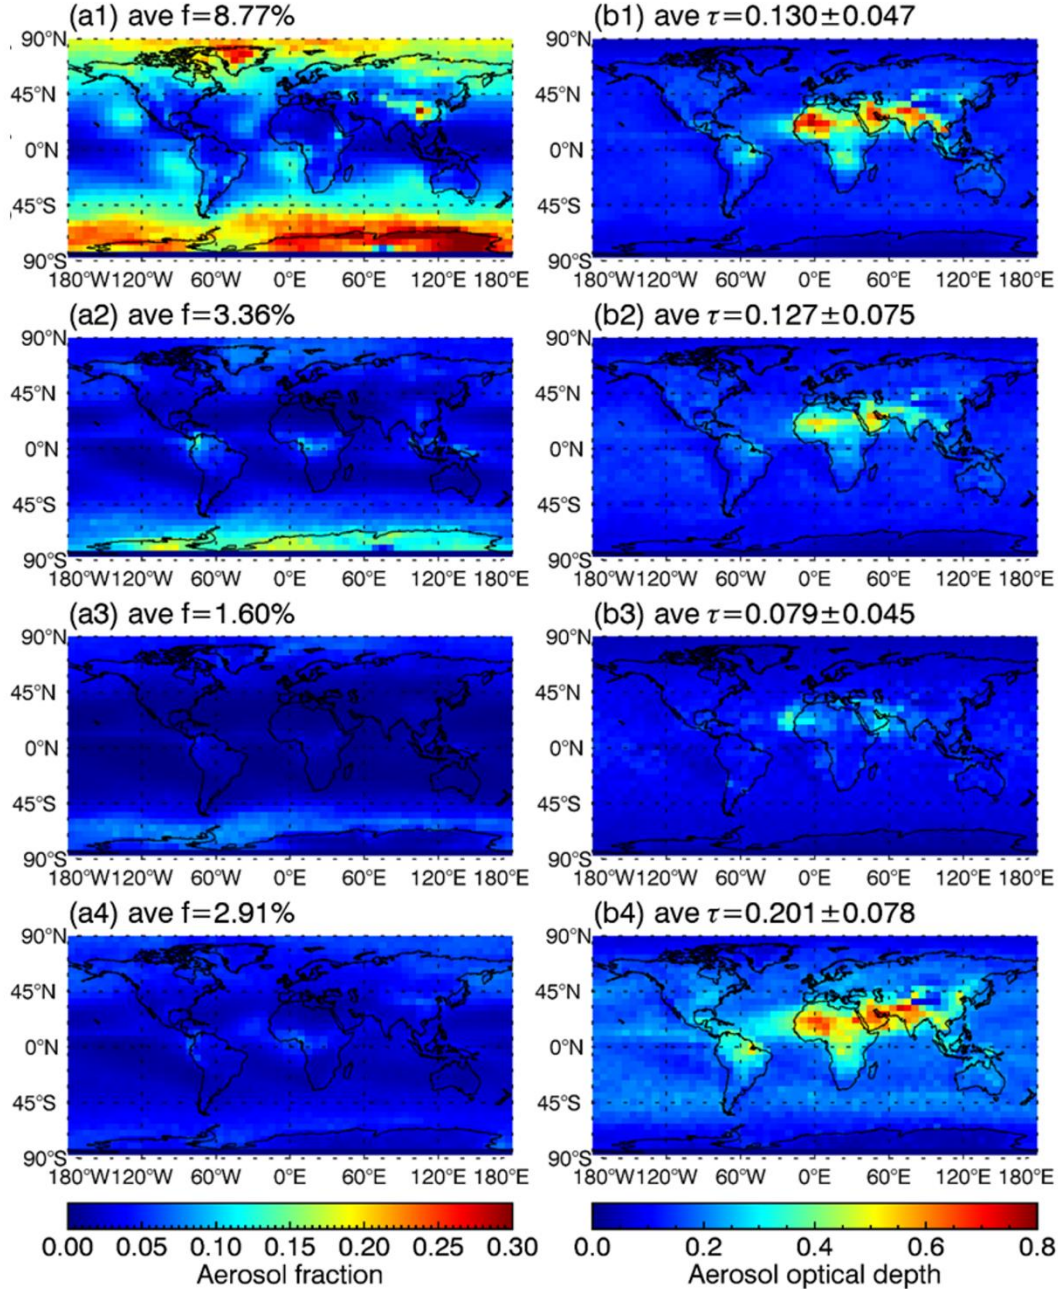 (a1) ave f=8.77%
90°N
45°N
0°N
45°S
90°S
180°W120°W 60°W 0°E 60°E 120°E 180°E
(b1) ave τ=0.130±0.047
90°N
45°N
0°N
45°S
90°S
180°W120°W 60°W 0°E 60°E 120°E 180°E
(a2) ave f=3.36%
90°N
45°N
0°N
45°S
90°S
180°W120°W 60°W 0°E 60°E 120°E 180°E
(b2) ave τ=0.127±0.075
90°N
45°N
0°N
45°S
90°S
180°W120°W 60°W 0°E 60°E 120°E 180°E
(a3) ave f=1.60%
90°N
45°N
0°N
45°S
90°S
180°W120°W 60°W 0°E 60°E 120°E 180°E
(b3) ave τ=0.079±0.045
90°N
45°N
0°N
45°S
90°S
180°W120°W 60°W 0°E 60°E 120°E 180°E
(a4) ave f=2.91%
90°N
45°N
0°N
45°S
90°S
180°W120°W 60°W 0°E 60°E 120°E 180°E
(b4) ave τ=0.201±0.078
90°N
45°N
0°N
45°S
90°S
180°W120°W 60°W 0°E 60°E 120°E 180°E
0.00 0.05 0.10 0.15 0.20 0.25 0.30
Aerosol fraction
0.0 0.2 0.4 0.6 0.8
Aerosol optical depth